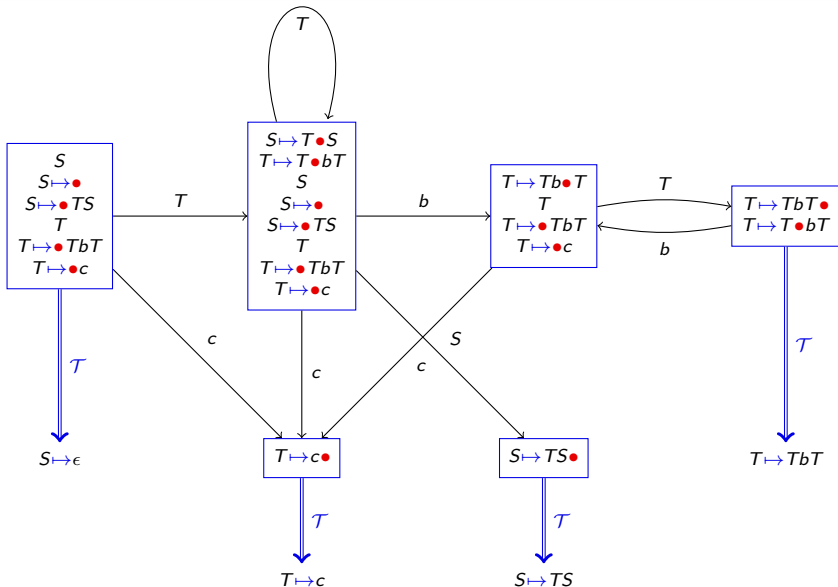 T
S
S ↦ ●
S ↦ ● TS
T
T ↦ ● TbT
T ↦ ● c
T
S ↦ T ● S
T ↦ T ● bT
S
S ↦ ●
S ↦ ● TS
T
T ↦ ● TbT
T ↦ ● c
b
T ↦ Tb ● T
T
T ↦ ● TbT
T ↦ ● c
T
b
T ↦ TbT ●
T ↦ T ● bT
c
c
c
S
𝒯
𝒯
S ↦ ϵ
T ↦ c ●
S ↦ TS ●
T ↦ TbT
𝒯
𝒯
T ↦ c
S ↦ TS